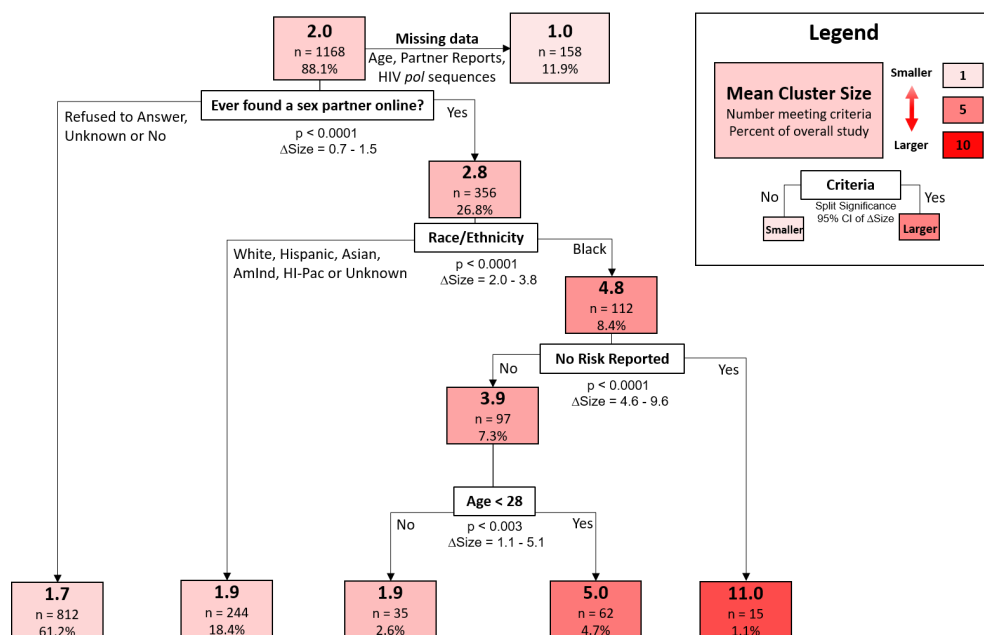 2.0
n = 1168
88.1%
Missing data
Age, Partner Reports,
HIV pol sequences
1.0
n = 158
11.9%
Legend
Mean Cluster Size
Number meeting criteria
Percent of overall study
Smaller
Larger
1
5
10
No
Criteria
Yes
Split Significance
95% CI of ΔSize
Smaller
Larger
Refused to Answer,
Unknown or No
Ever found a sex partner online?
Yes
p < 0.0001
ΔSize = 0.7 - 1.5
2.8
n = 356
26.8%
White, Hispanic, Asian,
AmInd, HI-Pac or Unknown
Race/Ethnicity
Black
p < 0.0001
ΔSize = 2.0 - 3.8
4.8
n = 112
8.4%
No
No Risk Reported
Yes
p < 0.0001
ΔSize = 4.6 - 9.6
3.9
n = 97
7.3%
No
Age < 28
Yes
p < 0.003
ΔSize = 1.1 - 5.1
1.7
n = 812
61.2%
1.9
n = 244
18.4%
1.9
n = 35
2.6%
5.0
n = 62
4.7%
11.0
n = 15
1.1%